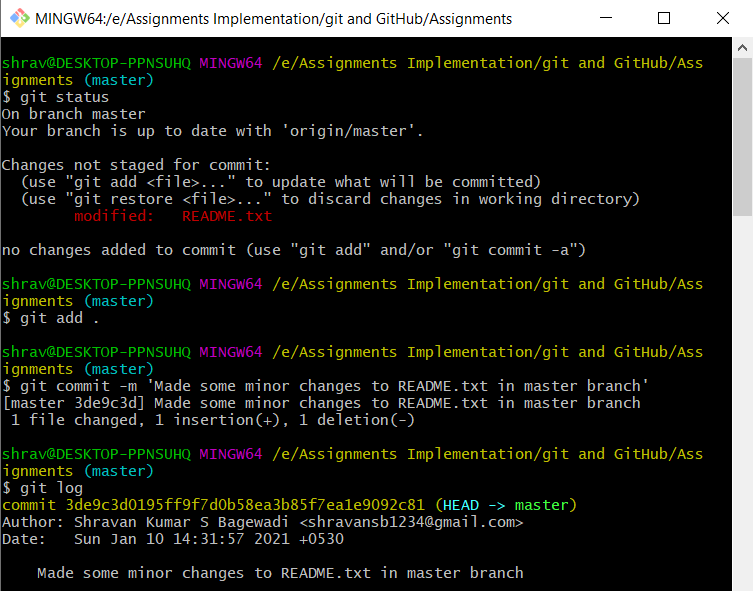 MINGW64:/e/Assignments Implementation/git and GitHub/Assignments
shrav@DESKTOP-PPNSUHQ MINGW64 /e/Assignments Implementation/git and GitHub/Ass
ignments (master)
$ git status
On branch master
Your branch is up to date with 'origin/master'.
Changes not staged for commit:
  (use "git add <file>..." to update what will be committed)
  (use "git restore <file>..." to discard changes in working directory)
        modified:   README.txt
no changes added to commit (use "git add" and/or "git commit -a")
shrav@DESKTOP-PPNSUHQ MINGW64 /e/Assignments Implementation/git and GitHub/Ass
ignments (master)
$ git add .
shrav@DESKTOP-PPNSUHQ MINGW64 /e/Assignments Implementation/git and GitHub/Ass
ignments (master)
$ git commit -m 'Made some minor changes to README.txt in master branch'
[master 3de9c3d] Made some minor changes to README.txt in master branch
 1 file changed, 1 insertion(+), 1 deletion(-)
shrav@DESKTOP-PPNSUHQ MINGW64 /e/Assignments Implementation/git and GitHub/Ass
ignments (master)
$ git log
commit 3de9c3d0195ff9f7d0b58ea3b85f7ea1e9092c81 (HEAD -> master)
Author: Shravan Kumar S Bagewadi <shravansb1234@gmail.com>
Date:   Sun Jan 10 14:31:57 2021 +0530
    Made some minor changes to README.txt in master branch